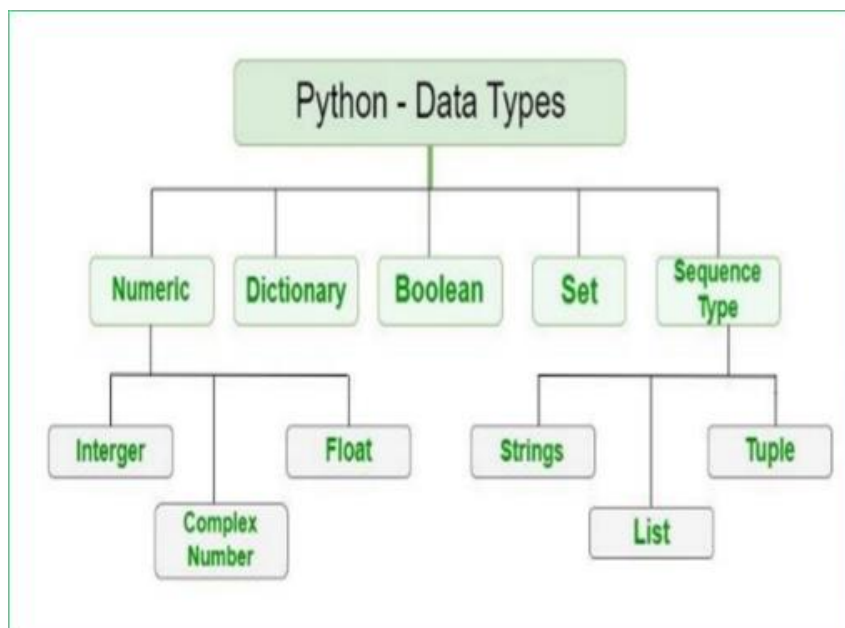 Python - Data Types
Numeric
Dictionary
Boolean
Set
Sequence
Type
Interger
Float
Strings
Tuple
Complex
Number
List